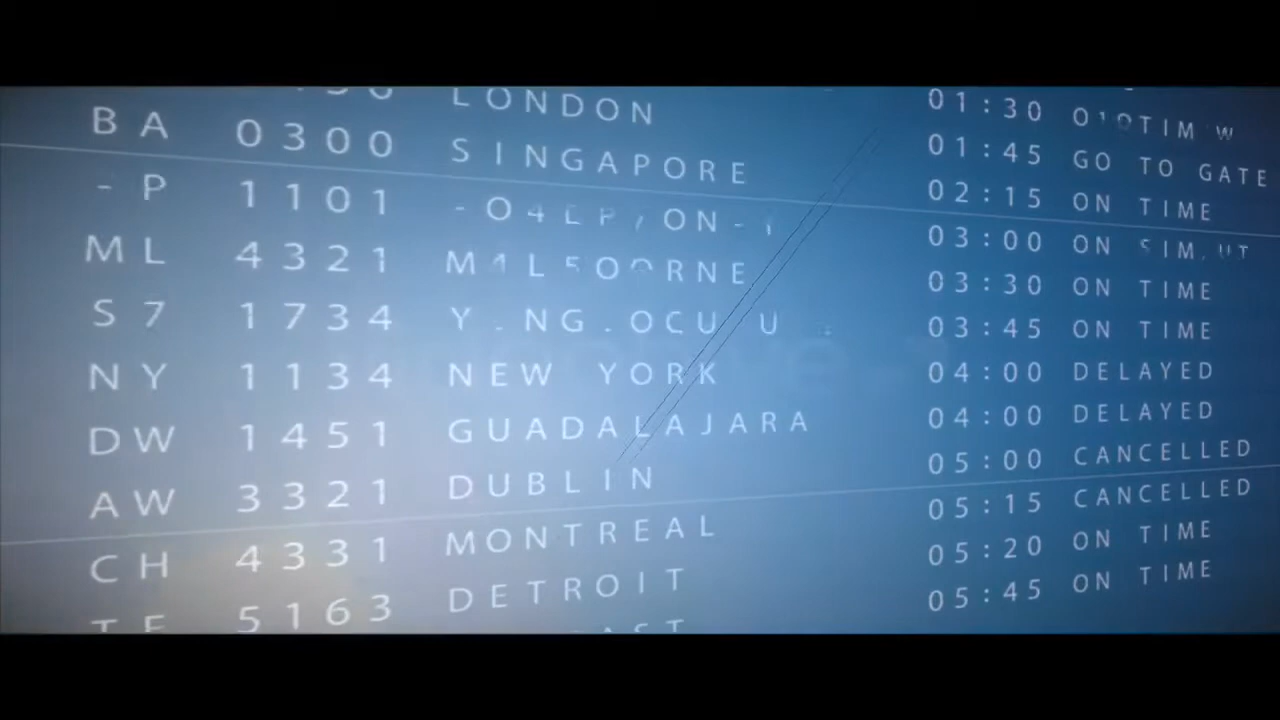 01:30
LONDON 01:45 GO TO GATE
BA 0300 SINGAPORE 02:15 ON TIME
-P 1101 03:00 ON
ML 4321 03:30 ON TIME
S7 1734 Y.NG.OCU U 03:45 ON TIME
NY 1134 NEW YORK 04:00 DELAYED
DW 1451 GUADALAJARA 04:00 DELAYED
AW 3321 DUBLIN 05:00 CANCELLED
CH 4331 MONTREAL 05:15 CANCELLED
5163 DETROIT 05:20 ON TIME
05:45 ON TIME